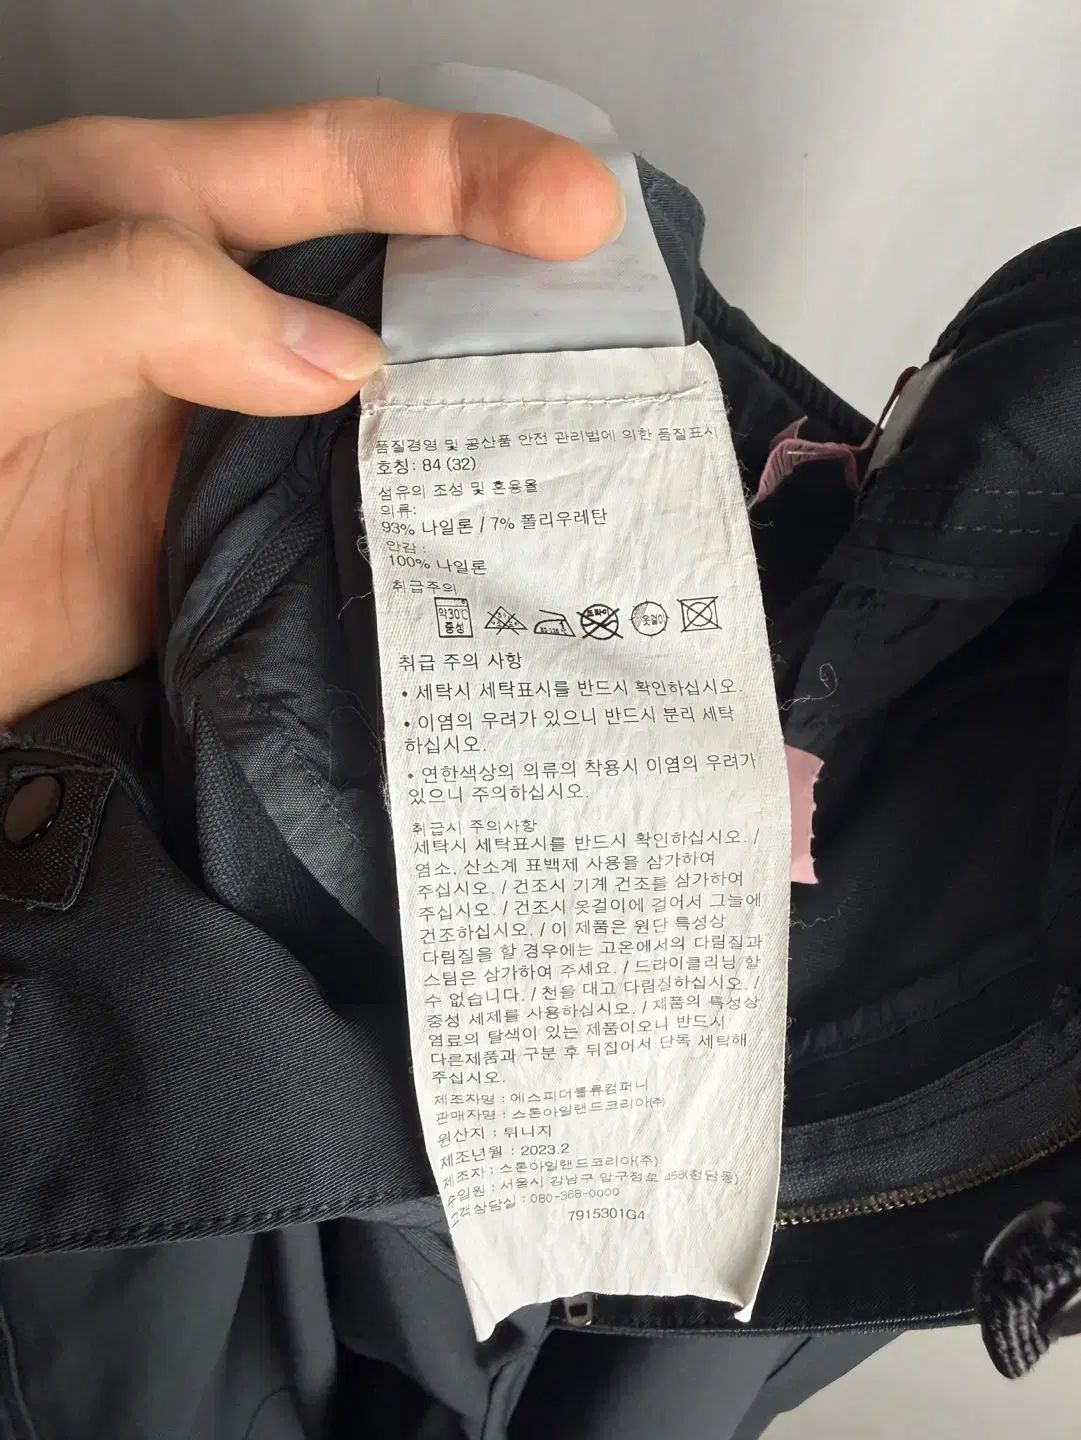 품질경영 및 공산품 안전 관리법에 의한 품질표시
호칭: 84 (32)
섬유의 조성 및 혼용율
의류:
93% 나일론 / 7% 폴리우레탄
안감 :
100% 나일론
취급주의
약30℃
중성
드라이
옷걸이
취급 주의 사항
• 세탁시 세탁표시를 반드시 확인하십시오.
• 이염의 우려가 있으니 반드시 분리 세탁
하십시오.
• 연한색상의 의류의 착용시 이염의 우려가
있으니 주의하십시오.
취급시 주의사항
세탁시 세탁표시를 반드시 확인하십시오. /
염소, 산소계 표백제 사용을 삼가하여
주십시오. / 건조시 기계 건조를 삼가하여
주십시오. / 건조시 옷걸이에 걸어서 그늘에
건조하십시오. / 이 제품은 원단 특성상
다림질을 할 경우에는 고온에서의 다림질과
스팀은 삼가하여 주세요. / 드라이클리닝 할
수 없습니다. / 천을 대고 다림질하십시오. /
중성 세제를 사용하십시오. / 제품의 특성상
염료의 탈색이 있는 제품이오니 반드시
다른제품과 구분 후 뒤집어서 단독 세탁해
주십시오.
제조자명 : 에스피더블류컴퍼니
판매자명 : 스톤아일랜드코리아(주)
원산지 : 튀니지
제조년월 : 2023.2
제조자 : 스톤아일랜드코리아(주)
수입원 : 서울시 강남구 압구정로 458(청담동)
고객상담실 : 080-368-0000
7915301G4